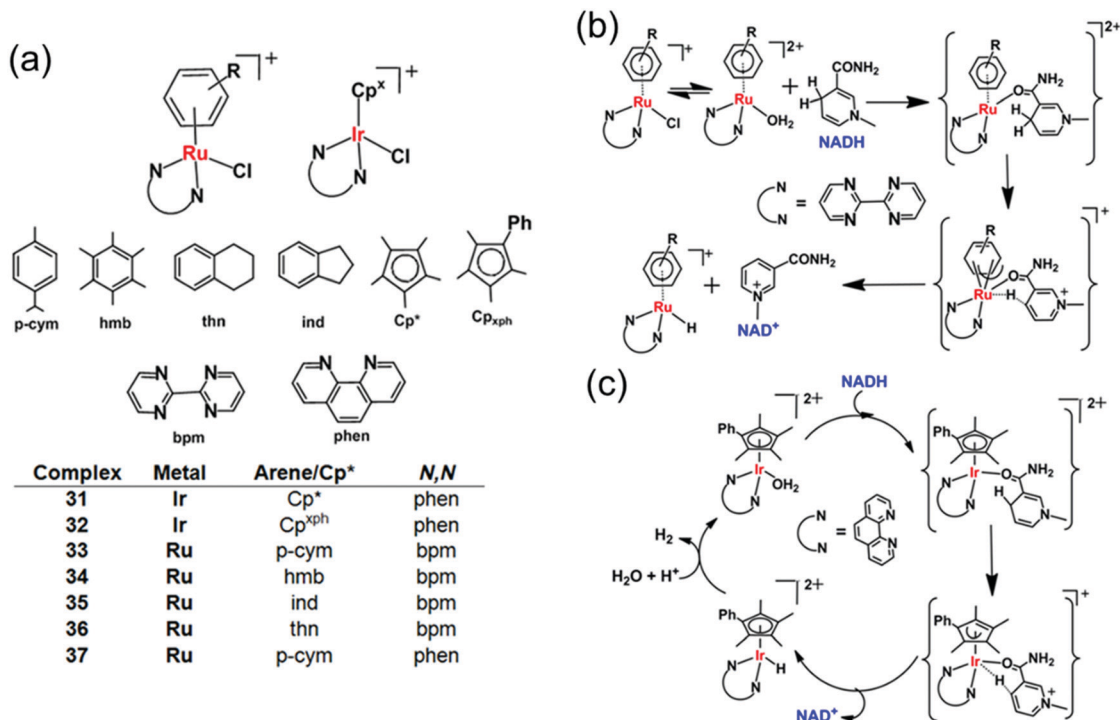 (a)
R
]+
Ru
N
N
Cl
Cpx
]+
Ir
N
N
Cl
p-cym
hmb
thn
ind
Cp*
Ph
Cpxph
N N
N N
bpm
N N
phen
Complex Metal Arene/Cp* N,N
31 Ir Cp* phen
32 Ir Cpxph phen
33 Ru p-cym bpm
34 Ru hmb bpm
35 Ru ind bpm
36 Ru thn bpm
37 Ru p-cym phen
(b)
R
]+
Ru
N
N
Cl
R
]2+
Ru
N
N
OH2
+
H
H
CONH2
N
NADH
R
]2+
Ru
N
N
O
NH2
H
H
N
N
N
=
N N
N N
R
]+
Ru
N
N
O
NH2
H
N
+
R
]+
Ru
N
N
H
+
CONH2
N
+
NAD+
(c)
NADH
Ph
]2+
Ir
N
N
OH2
]2+
Ph
Ir
N
N
O
NH2
H
H
N
N
N
=
N
N
H2
H2O + H+
Ph
]2+
Ir
N
N
H
]+
Ph
Ir
N
N
O
NH2
H
N
+
NAD+